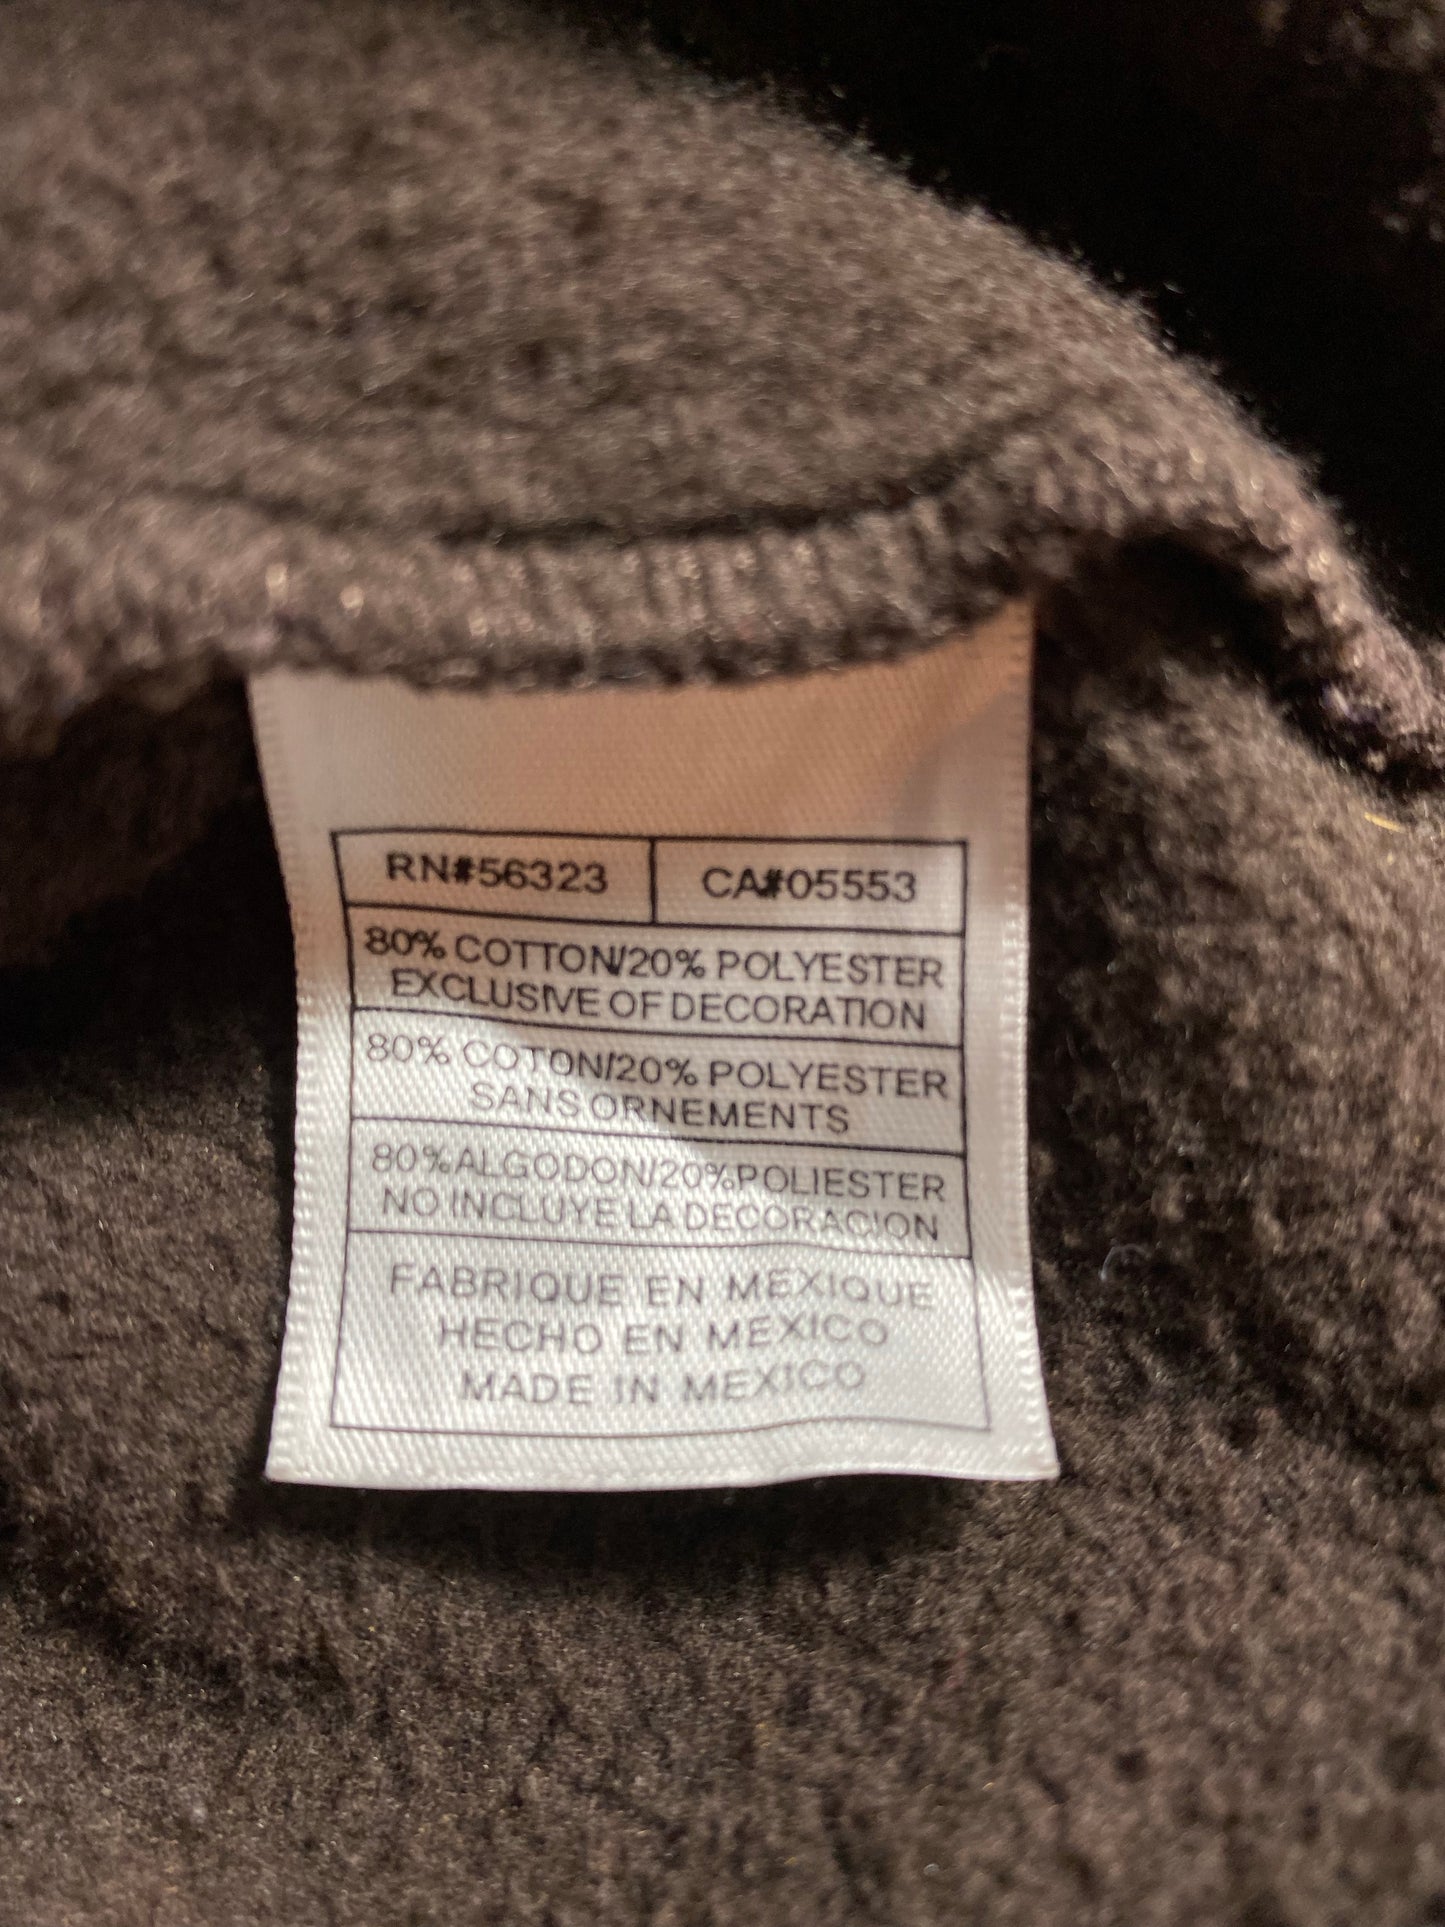 RN#56323 CA#05553
80% COTTON/20% POLYESTER
EXCLUSIVE OF DECORATION
80% COTON/20% POLYESTER
SANS ORNEMENTS
80% ALGODON/20% POLIESTER
NO INCLUYE LA DECORACION
FABRIQUE EN MEXIQUE
HECHO EN MEXICO
MADE IN MEXICO